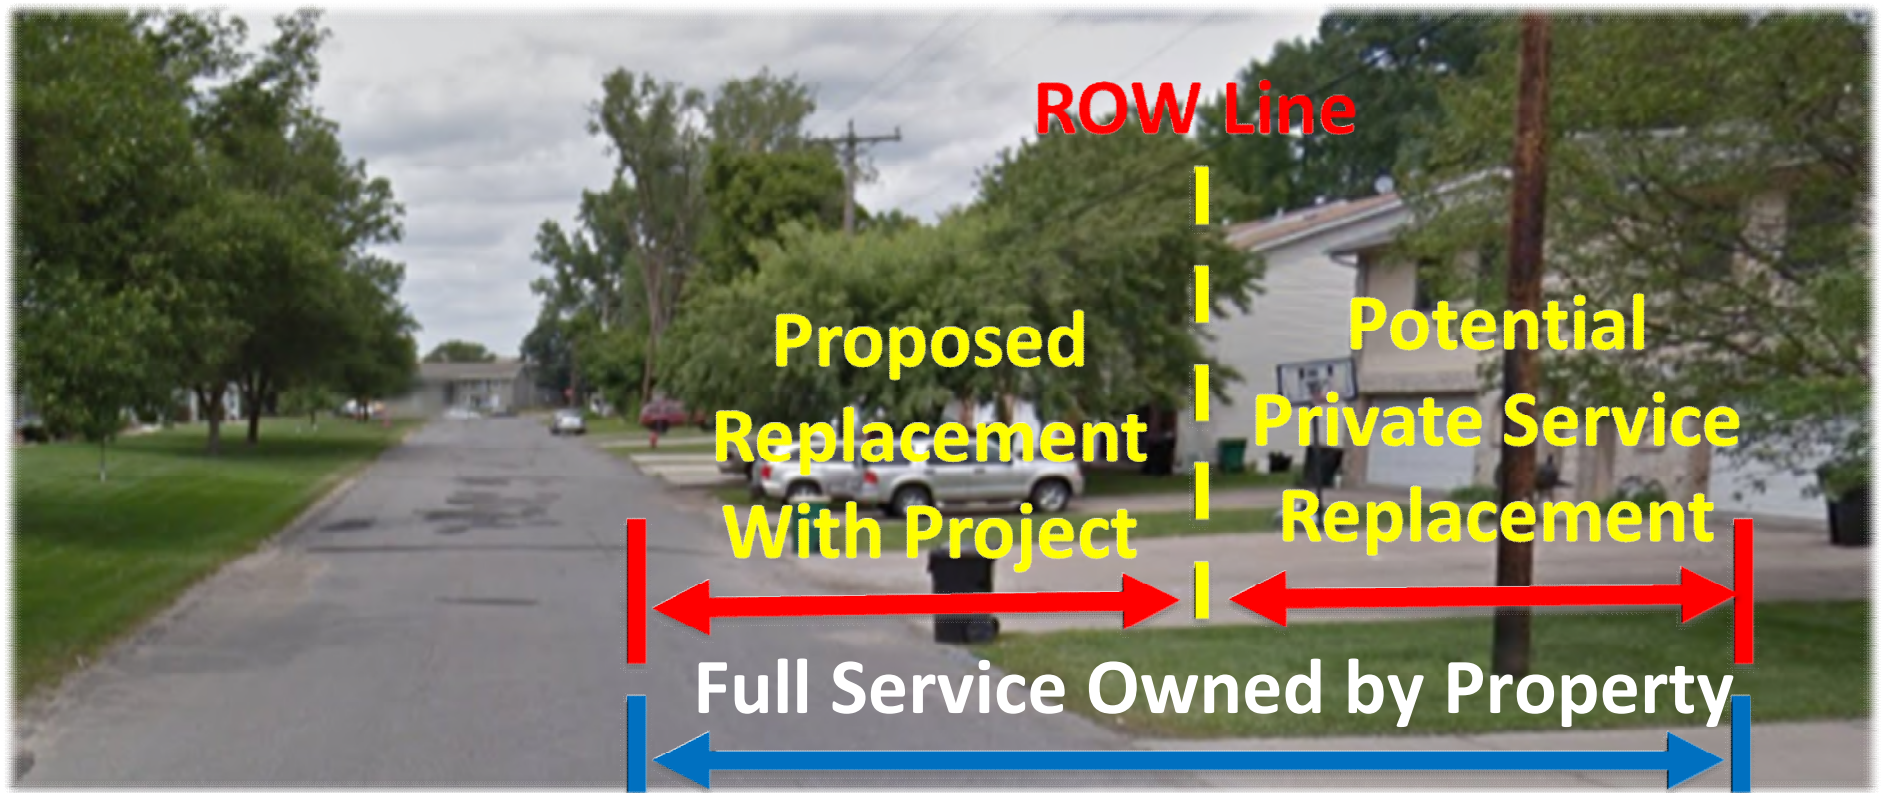 ROW Line
Proposed
Replacement
With Project
Potential
Private Service
Replacement
Full Service Owned by Property